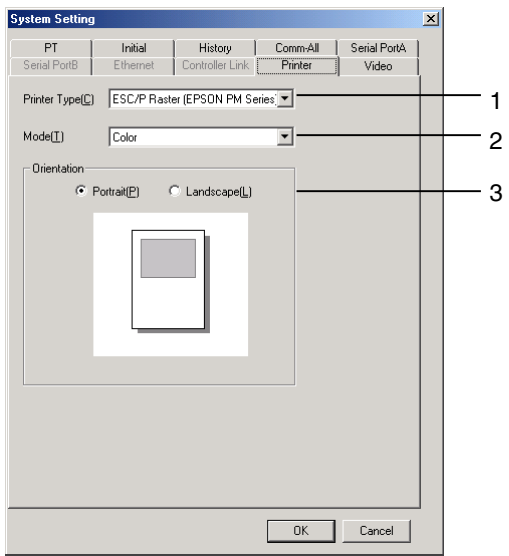 System Setting
PT Initial History Comm-All Serial PortA
Serial PortB Ethernet Controller Link Printer Video
Printer Type(C) ESC/P Raster (EPSON PM Series) 1
Mode(T) Color 2
Orientation
Portrait(P) Landscape(L) 3
OK Cancel